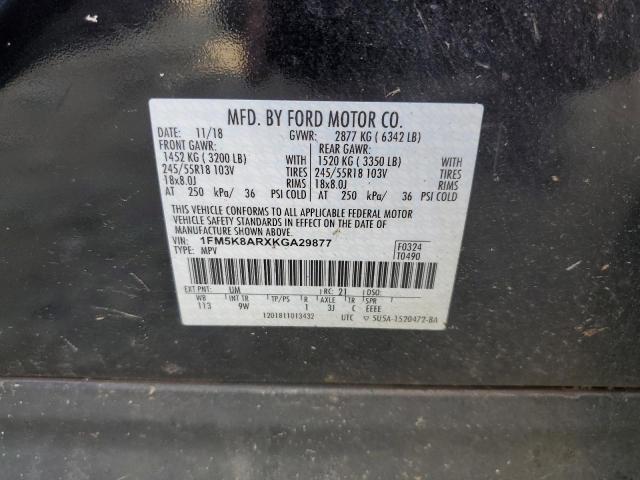 MFD. BY FORD MOTOR CO.
DATE: 11/18 GVWR: 2877 KG ( 6342 LB)
FRONT GAWR: REAR GAWR:
1452 KG ( 3200 LB) WITH 1520 KG ( 3350 LB) WITH
245/55R18 103V TIRES 245/55R18 103V TIRES
18x8.0J RIMS 18x8.0J RIMS
AT 250 kPa/ 36 PSI COLD AT 250 kPa/ 36 PSI COLD
THIS VEHICLE CONFORMS TO ALL APPLICABLE FEDERAL MOTOR
VEHICLE SAFETY STANDARDS IN EFFECT ON THE DATE OF
MANUFACTURE SHOWN ABOVE.
VIN: 1FM5K8ARXKGA29877 F0324
TYPE: MPV T0490
EXT PNT: UM RC: 21 DSO:
WB INT TR TP/PS R AXLE TR SPR
113 9W 1 3J C EEEE
1201811013432 UTC ▽ 5U5A-1520472-BA